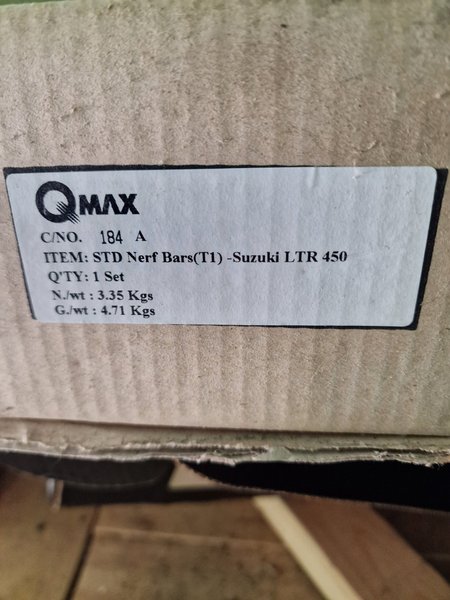 QMAX
C/NO. 184 A
ITEM: STD Nerf Bars(T1) -Suzuki LTR 450
Q'TY: 1 Set
N./wt : 3.35 Kgs
G./wt : 4.71 Kgs